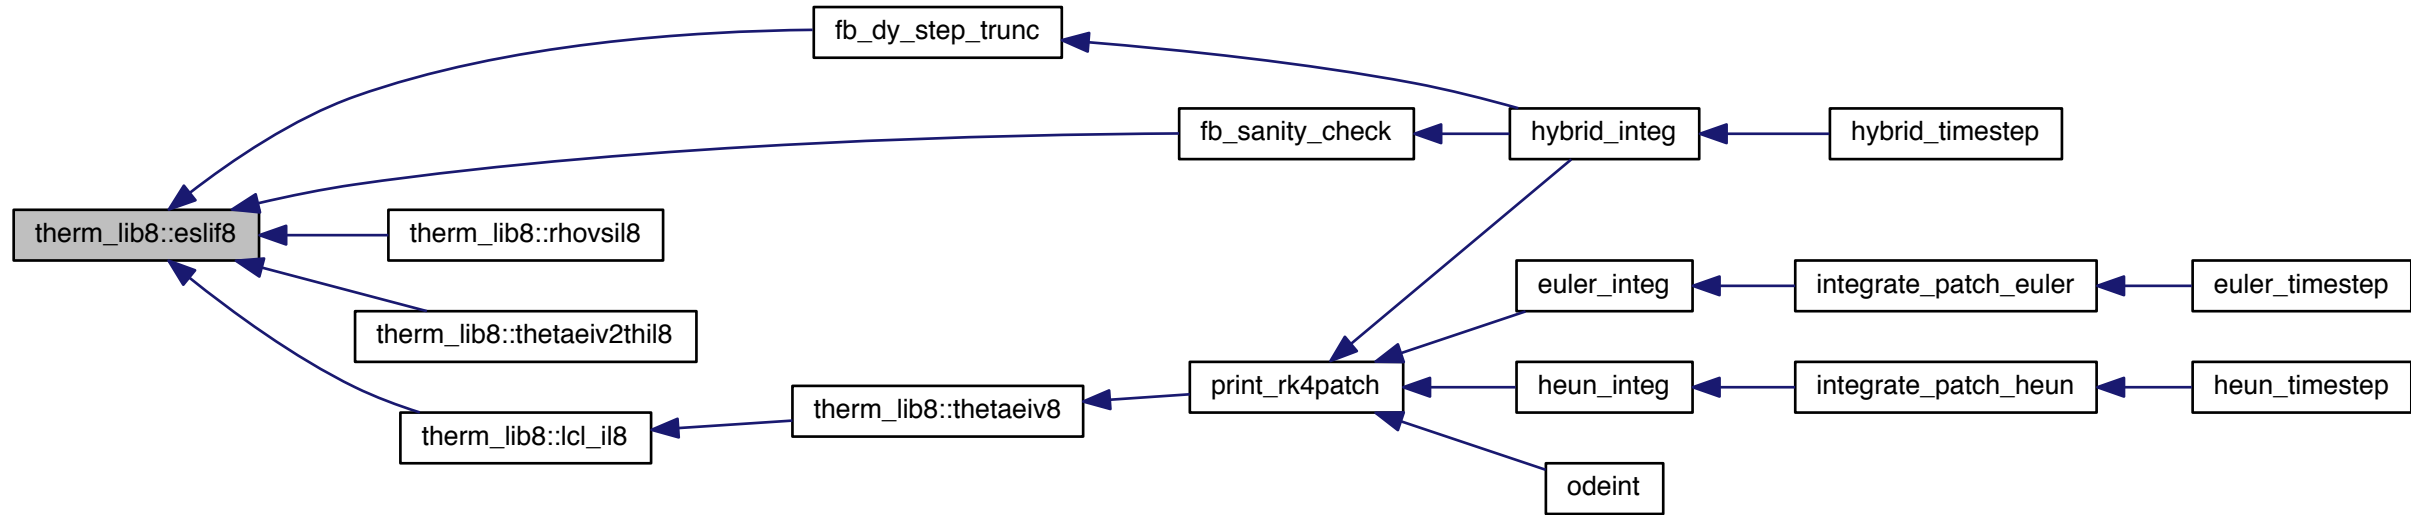 fb_dy_step_trunc
fb_sanity_check
hybrid_integ
hybrid_timestep
therm_lib8::eslif8
therm_lib8::rhovsil8
euler_integ
integrate_patch_euler
euler_timestep
therm_lib8::thetaeiv2thil8
print_rk4patch
heun_integ
integrate_patch_heun
heun_timestep
therm_lib8::thetaeiv8
therm_lib8::lcl_il8
odeint